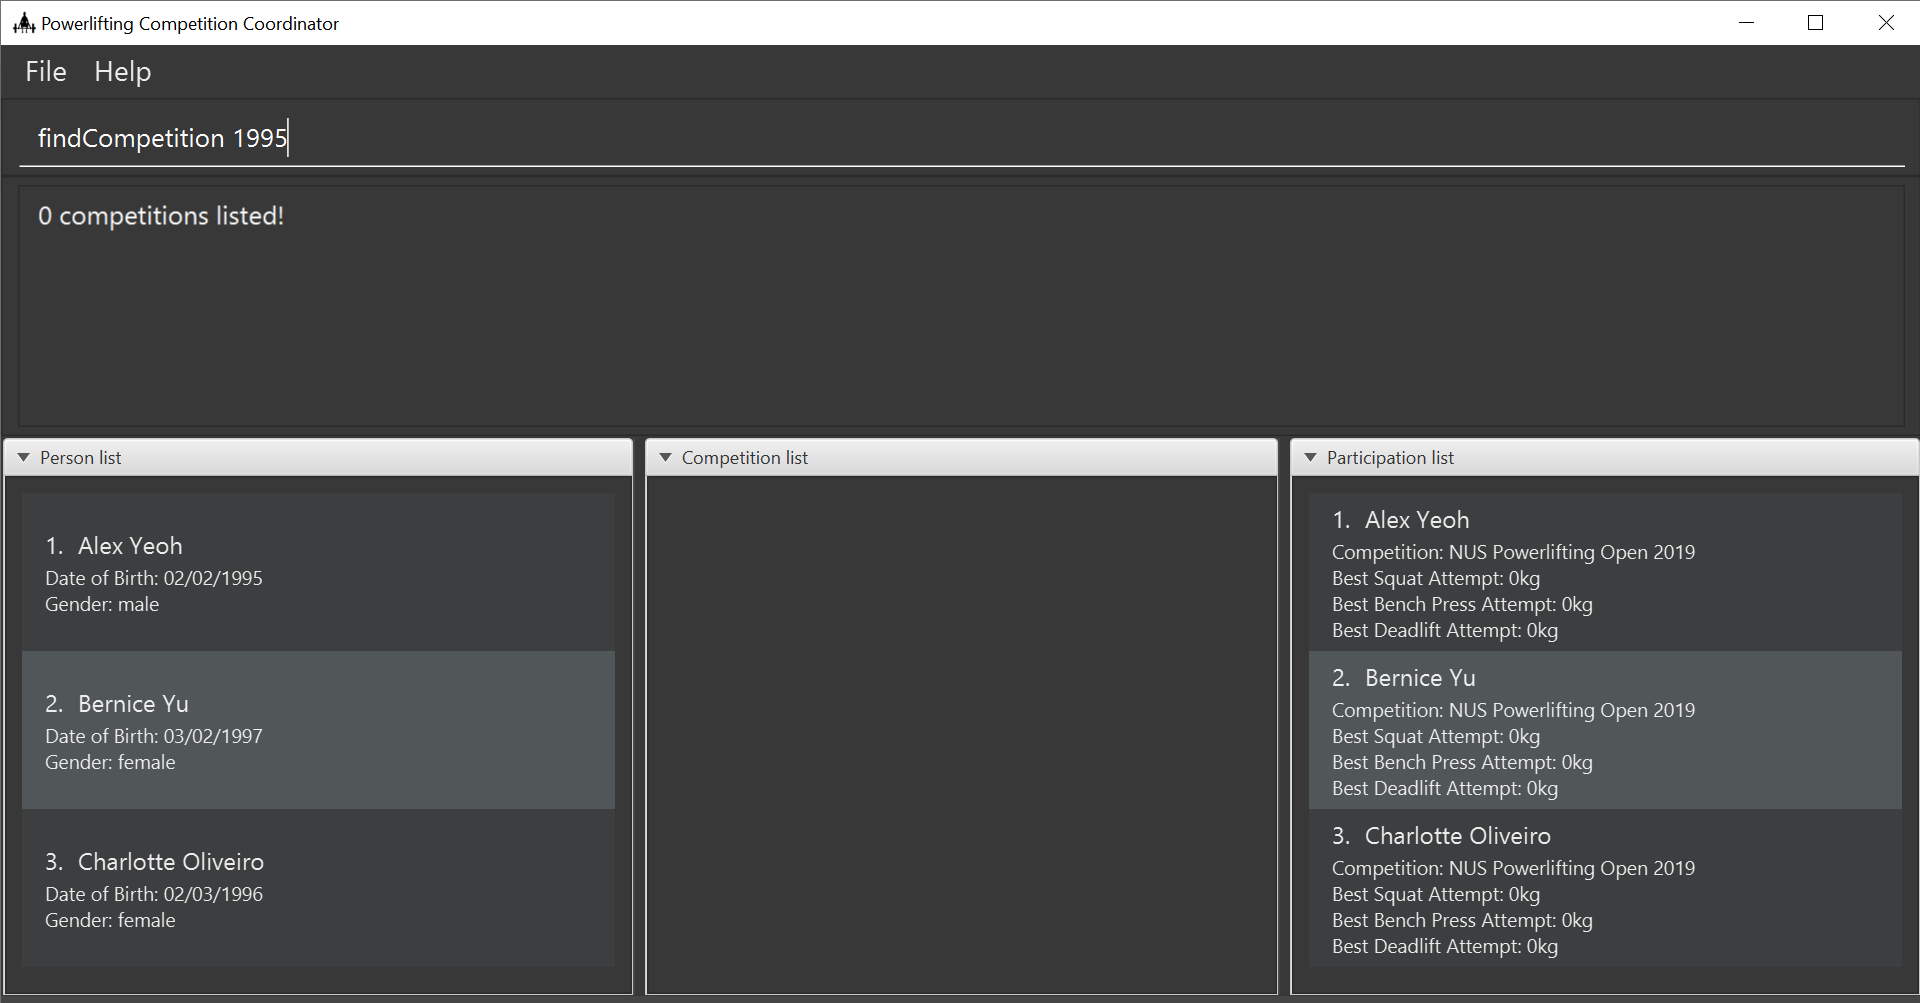 Powerlifting Competition Coordinator
File Help
findCompetition 1995
0 competitions listed!
Person list
1. Alex Yeoh
Date of Birth: 02/02/1995
Gender: male
2. Bernice Yu
Date of Birth: 03/02/1997
Gender: female
3. Charlotte Oliveiro
Date of Birth: 02/03/1996
Gender: female
Competition list
Participation list
1. Alex Yeoh
Competition: NUS Powerlifting Open 2019
Best Squat Attempt: 0kg
Best Bench Press Attempt: 0kg
Best Deadlift Attempt: 0kg
2. Bernice Yu
Competition: NUS Powerlifting Open 2019
Best Squat Attempt: 0kg
Best Bench Press Attempt: 0kg
Best Deadlift Attempt: 0kg
3. Charlotte Oliveiro
Competition: NUS Powerlifting Open 2019
Best Squat Attempt: 0kg
Best Bench Press Attempt: 0kg
Best Deadlift Attempt: 0kg